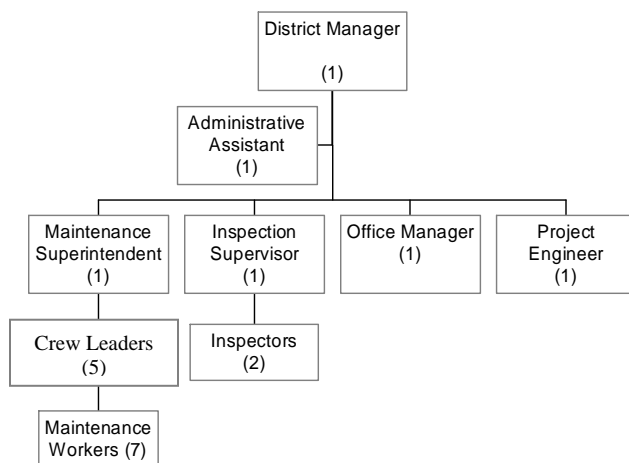 District Manager
(1)
Administrative
Assistant
(1)
Maintenance
Superintendent
(1)
Inspection
Supervisor
(1)
Office Manager
(1)
Project
Engineer
(1)
Crew Leaders
(5)
Inspectors
(2)
Maintenance
Workers (7)